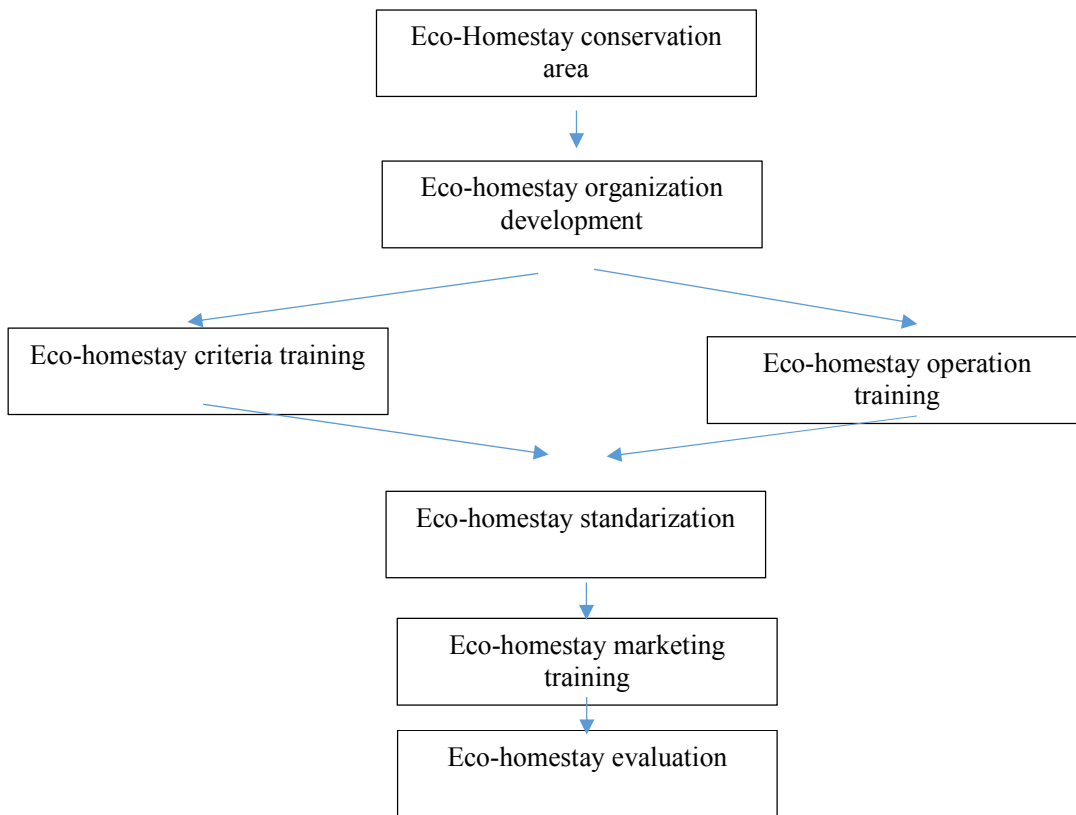 Eco-Homestay conservation
area
Eco-homestay organization
development
Eco-homestay criteria training
Eco-homestay operation
training
Eco-homestay standarization
Eco-homestay marketing
training
Eco-homestay evaluation